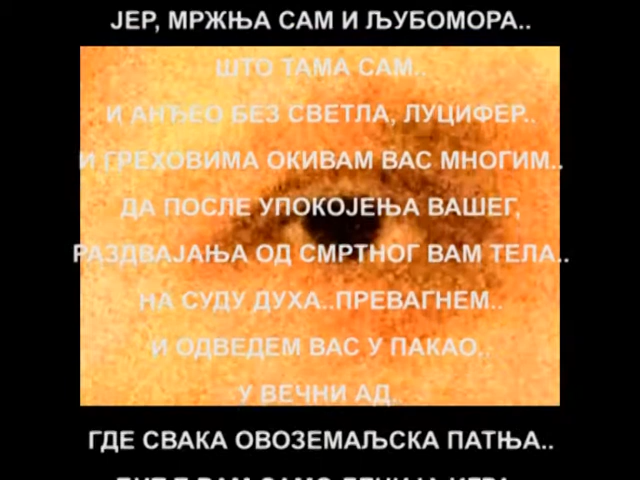 ЈЕР, МРЖЊА САМ И ЉУБОМОРА..
ШТО ТАМА САМ..
И АНЂЕО БЕЗ СВЕТЛА, ЛУЦИФЕР..
И ГРЕХОВИМА ОКИВАМ ВАС МНОГИМ..
ДА ПОСЛЕ УПОКОЈЕЊА ВАШЕГ,
РАЗДВАЈАЊА ОД СМРТНОГ ВАМ ТЕЛА..
НА СУДУ ДУХА..ПРЕВАГНЕМ..
И ОДВЕДЕМ ВАС У ПАКАО..
У ВЕЧНИ АД..
ГДЕ СВАКА ОВОЗЕМАЉСКА ПАТЊА..